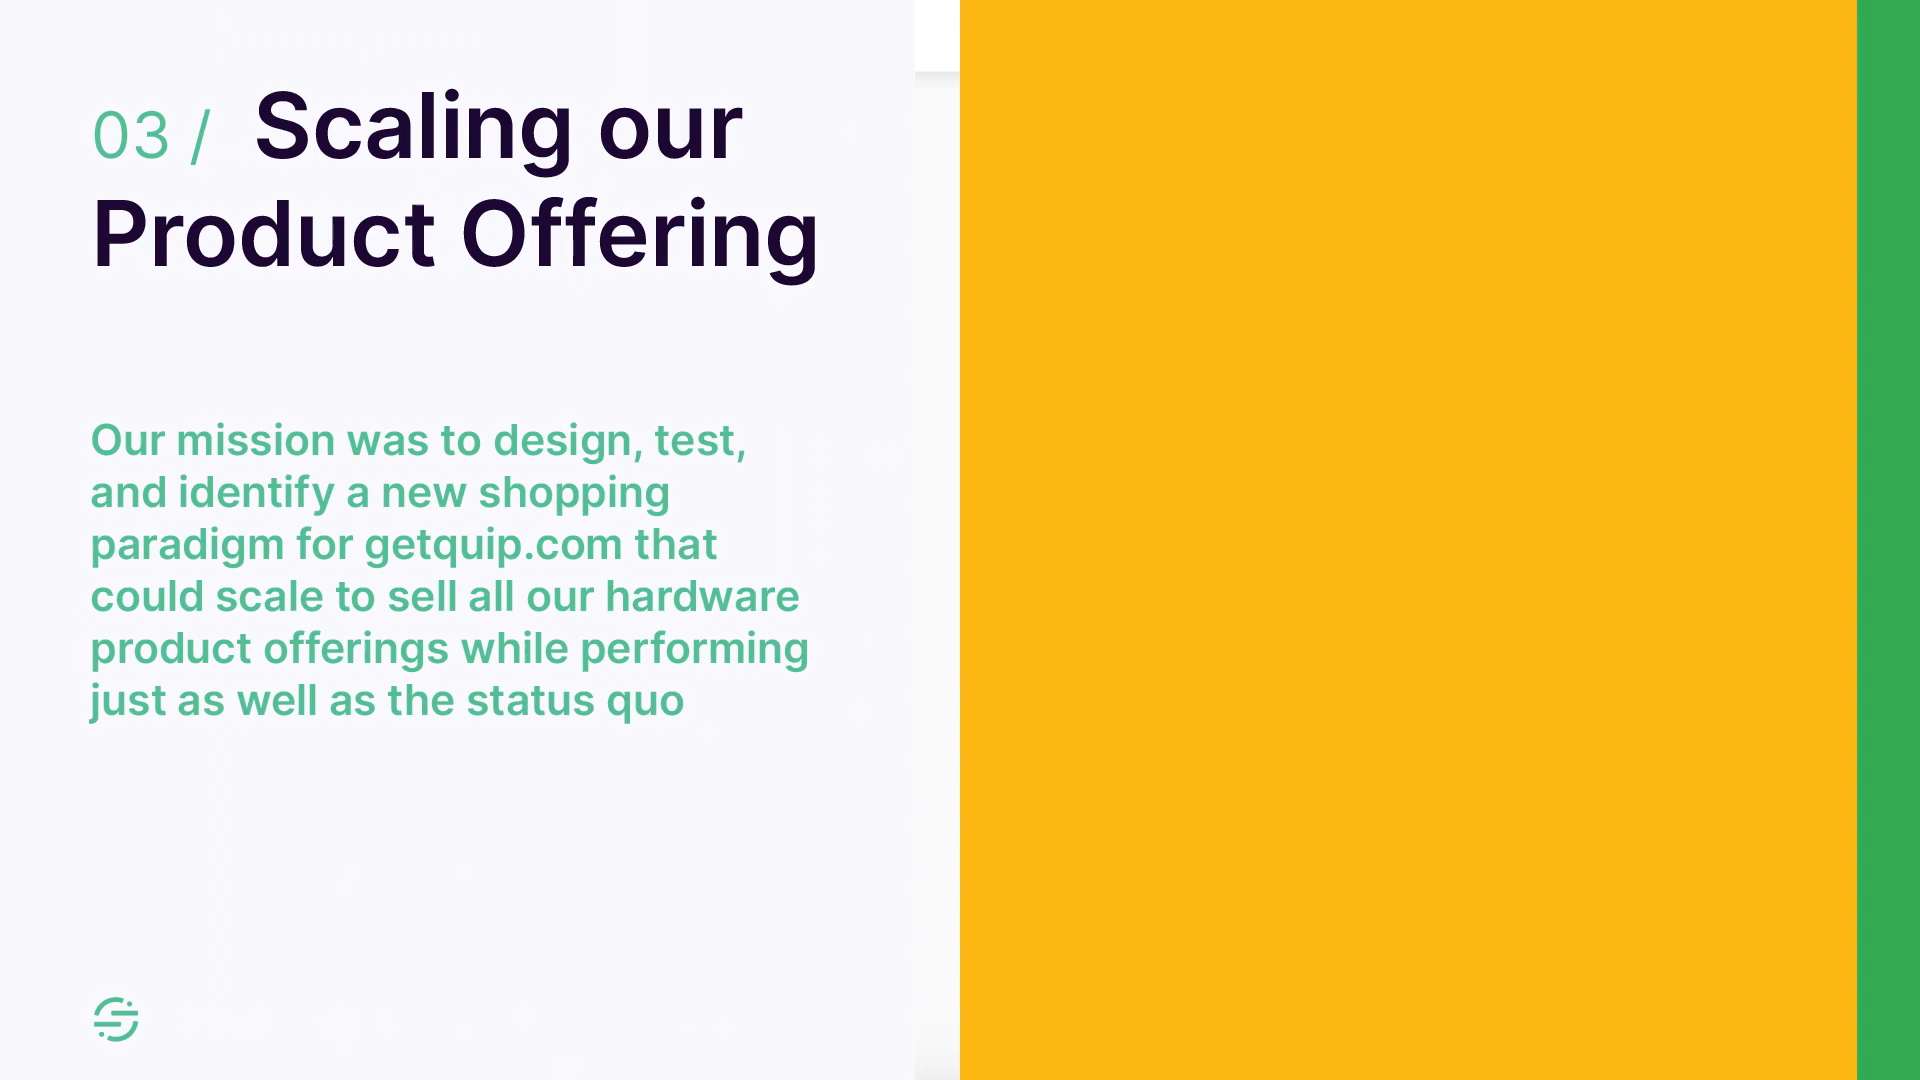 03 / Scaling our
Product Offering
Our mission was to design, test,
and identify a new shopping
paradigm for getquip.com that
could scale to sell all our hardware
product offerings while performing
just as well as the status quo